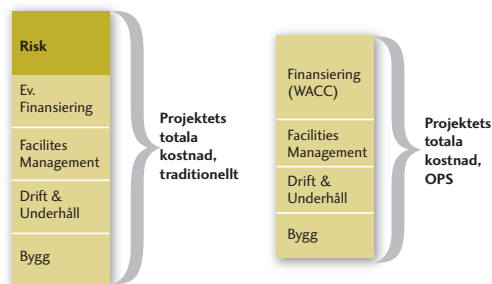 Risk
Ev.
Finansiering
Facilites
Management
Drift &
Underhåll
Bygg
Projektets
totala
kostnad,
traditionellt
Finansiering
(WACC)
Facilities
Management
Drift &
Underhåll
Bygg
Projektets
totala
kostnad,
OPS